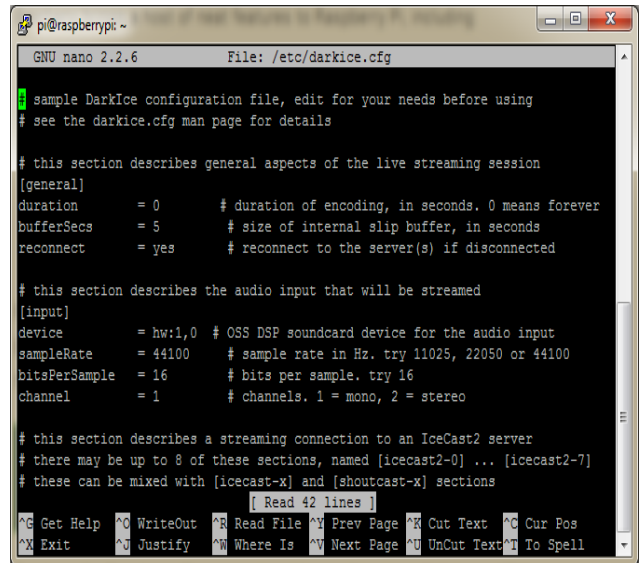 pi@raspberrypi: ~
GNU nano 2.2.6 File: /etc/darkice.cfg
# sample DarkIce configuration file, edit for your needs before using
# see the darkice.cfg man page for details
# this section describes general aspects of the live streaming session
[general]
duration = 0 # duration of encoding, in seconds. 0 means forever
bufferSecs = 5 # size of internal slip buffer, in seconds
reconnect = yes # reconnect to the server(s) if disconnected
# this section describes the audio input that will be streamed
[input]
device = hw:1,0 # OSS DSP soundcard device for the audio input
sampleRate = 44100 # sample rate in Hz. try 11025, 22050 or 44100
bitsPerSample = 16 # bits per sample. try 16
channel = 1 # channels. 1 = mono, 2 = stereo
# this section describes a streaming connection to an IceCast2 server
# there may be up to 8 of these sections, named [icecast2-0] ... [icecast2-7]
# these can be mixed with [icecast-x] and [shoutcast-x] sections
[ Read 42 lines ]
^G Get Help ^O WriteOut ^R Read File ^Y Prev Page ^K Cut Text ^C Cur Pos
^X Exit ^J Justify ^W Where Is ^V Next Page ^U UnCut Text ^T To Spell